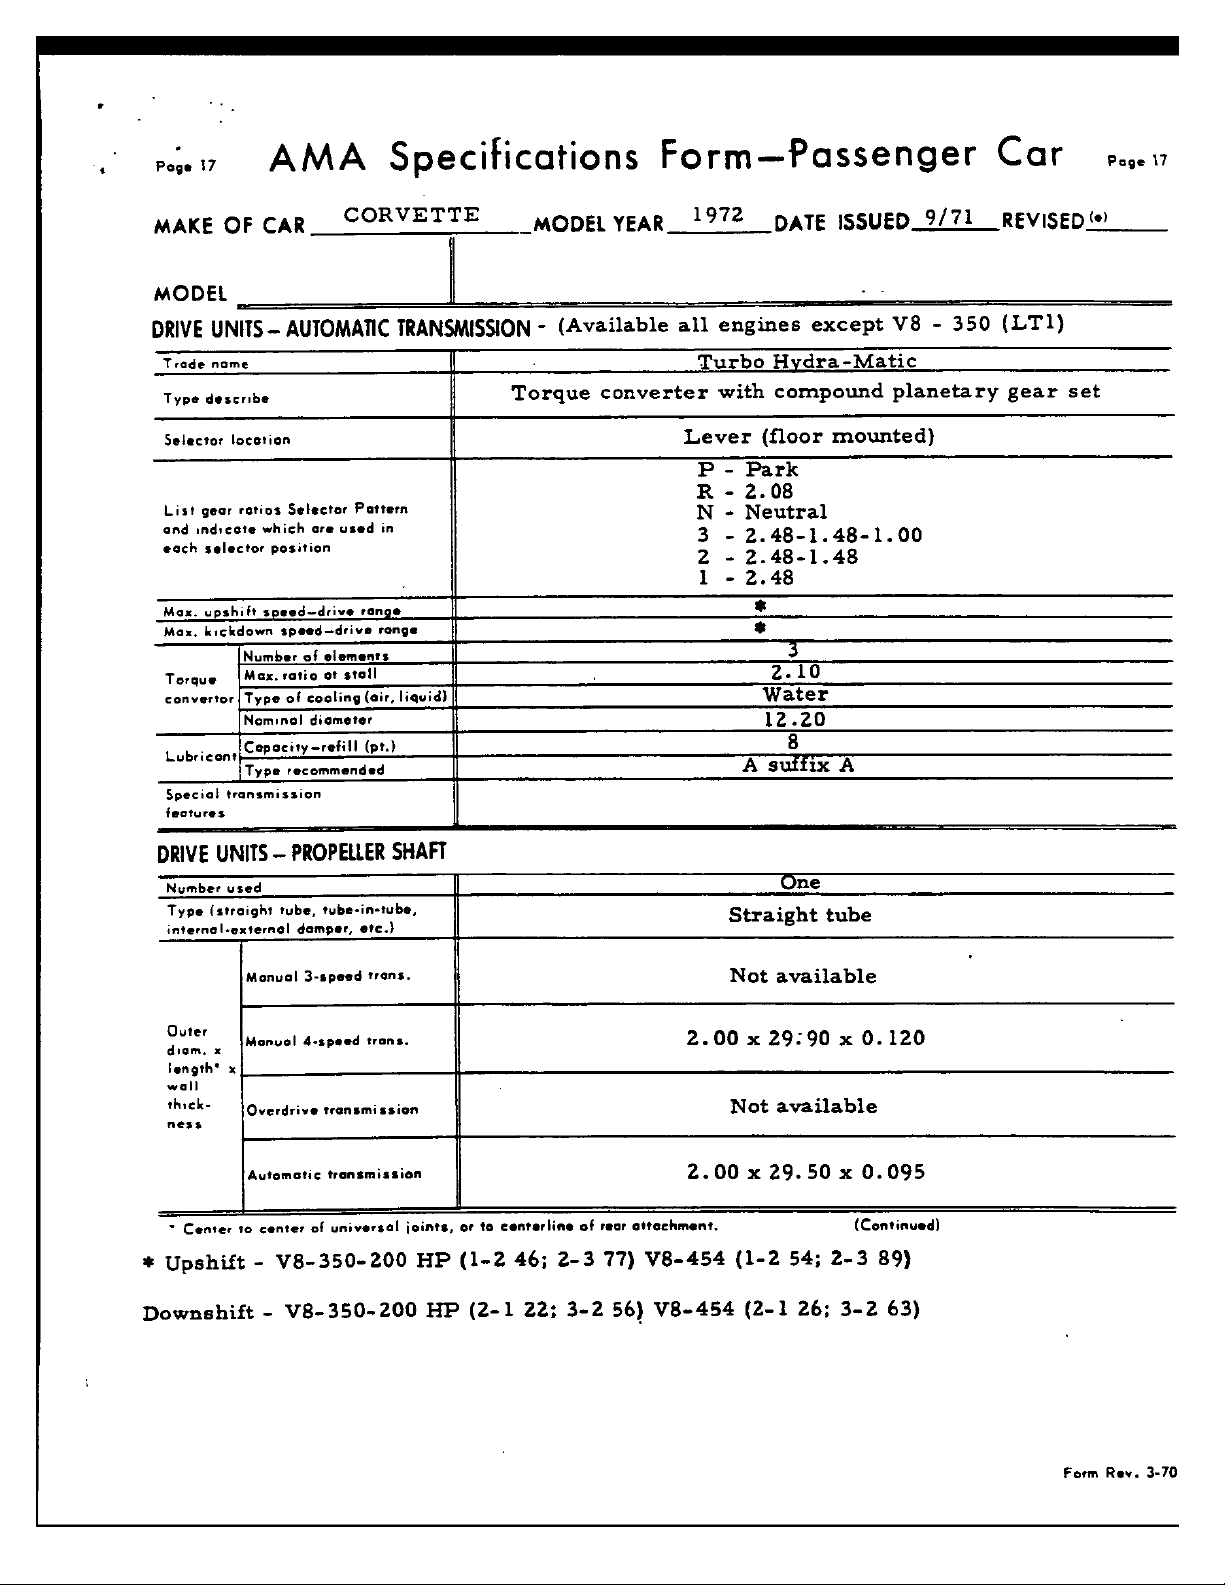 Page 17 AMA Specifications Form—Passenger Car Page 17
MAKE OF CAR CORVETTE MODEL YEAR 1972 DATE ISSUED 9/71 REVISED (•)
MODEL
DRIVE UNITS – AUTOMATIC TRANSMISSION - (Available all engines except V8 - 350 (LT1)
Trade name Turbo Hydra-Matic
Type describe Torque converter with compound planetary gear set
Selector location Lever (floor mounted)
List gear ratios Selector Pattern
and indicate which are used in
each selector position
P - Park
R - 2.08
N - Neutral
3 - 2.48-1.48-1.00
2 - 2.48-1.48
1 - 2.48
Max. upshift speed–drive range *
Max. kickdown speed–drive range *
Torque
convertor
Number of elements 3
Max. ratio at stall 2.10
Type of cooling (air, liquid) Water
Nominal diameter 12.20
Lubricant
Capacity–refill (pt.) 8
Type recommended A suffix A
Special transmission
features
DRIVE UNITS – PROPELLER SHAFT
Number used One
Type (straight tube, tube-in-tube,
internal-external damper, etc.)
Straight tube
Outer
diam. x
length* x
wall
thick-
ness
Manual 3-speed trans. Not available
Manual 4-speed trans. 2.00 x 29.90 x 0.120
Overdrive transmission Not available
Automatic transmission 2.00 x 29.50 x 0.095
* Center to center of universal joints, or to centerline of rear attachment. (Continued)
* Upshift - V8-350-200 HP (1-2 46; 2-3 77) V8-454 (1-2 54; 2-3 89)
Downshift - V8-350-200 HP (2-1 22; 3-2 56) V8-454 (2-1 26; 3-2 63)
Form Rev. 3-70